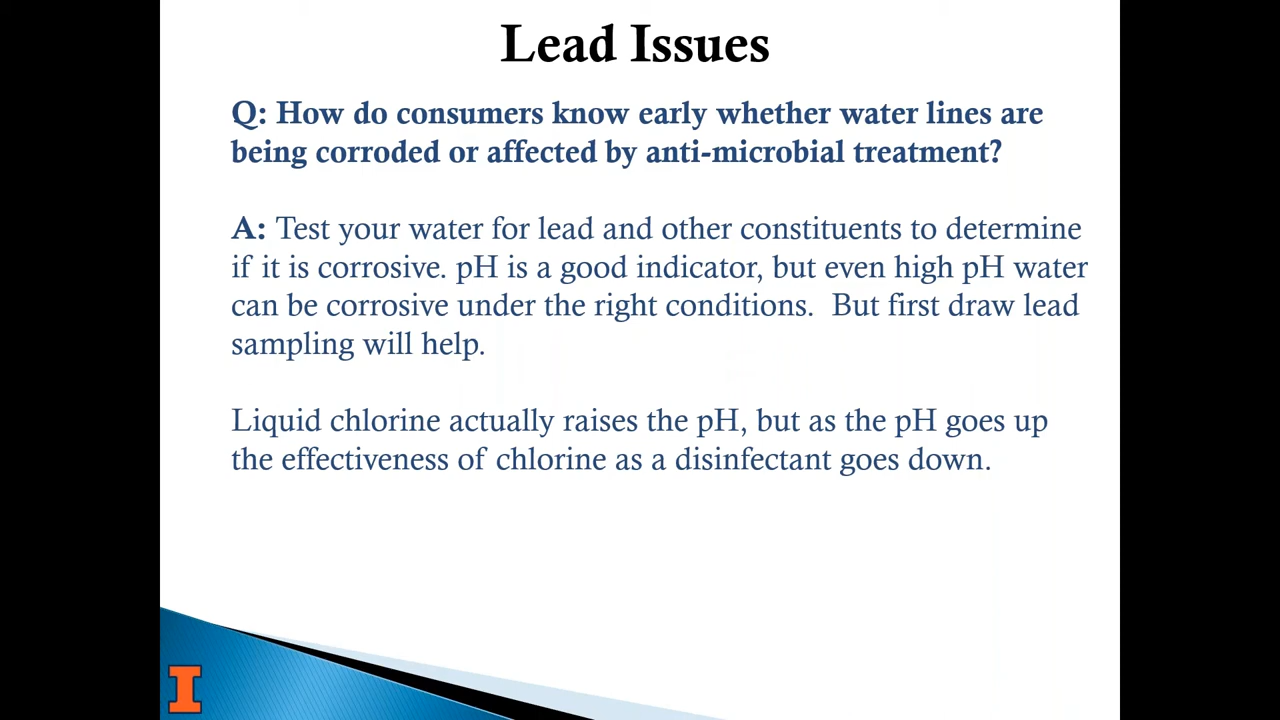 Lead Issues
Q: How do consumers know early whether water lines are
being corroded or affected by anti-microbial treatment?
A: Test your water for lead and other constituents to determine
if it is corrosive. pH is a good indicator, but even high pH water
can be corrosive under the right conditions.  But first draw lead
sampling will help.
Liquid chlorine actually raises the pH, but as the pH goes up
the effectiveness of chlorine as a disinfectant goes down.
I